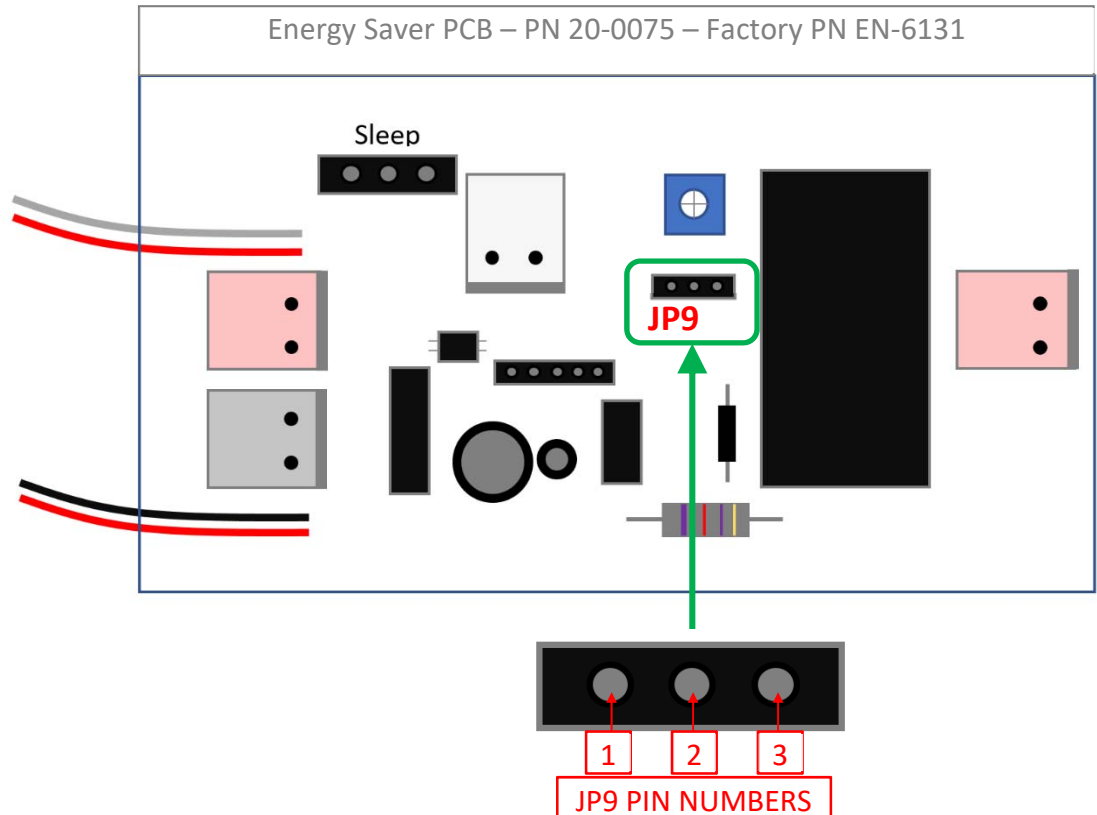 Energy Saver PCB – PN 20-0075 – Factory PN EN-6131
Sleep
JP9
1 2 3
JP9 PIN NUMBERS